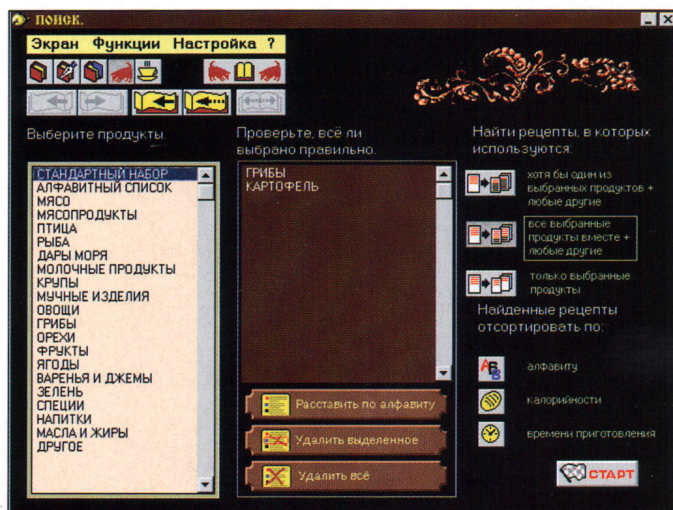 ПОИСК.
Экран Функции Настройка ?
Выберите продукты.
СТАНДАРТНЫЙ НАБОР
АЛФАВИТНЫЙ СПИСОК
МЯСО
МЯСОПРОДУКТЫ
ПТИЦА
РЫБА
ДАРЫ МОРЯ
МОЛОЧНЫЕ ПРОДУКТЫ
КРУПЫ
МУЧНЫЕ ИЗДЕЛИЯ
ОВОЩИ
ГРИБЫ
ОРЕХИ
ФРУКТЫ
ЯГОДЫ
ВАРЕНЬЯ И ДЖЕМЫ
ЗЕЛЕНЬ
СПЕЦИИ
НАПИТКИ
МАСЛА И ЖИРЫ
ДРУГОЕ
Проверьте, всё ли
выбрано правильно.
ГРИБЫ
КАРТОФЕЛЬ
Расставить по алфавиту
Удалить выделенное
Удалить всё
Найти рецепты, в которых
используются:
хотя бы один из
выбранных продуктов +
любые другие
все выбранные
продукты вместе +
любые другие
только выбранные
продукты
Найденные рецепты
отсортировать по:
АБВ
алфавиту
калорийности
времени приготовления
СТАРТ